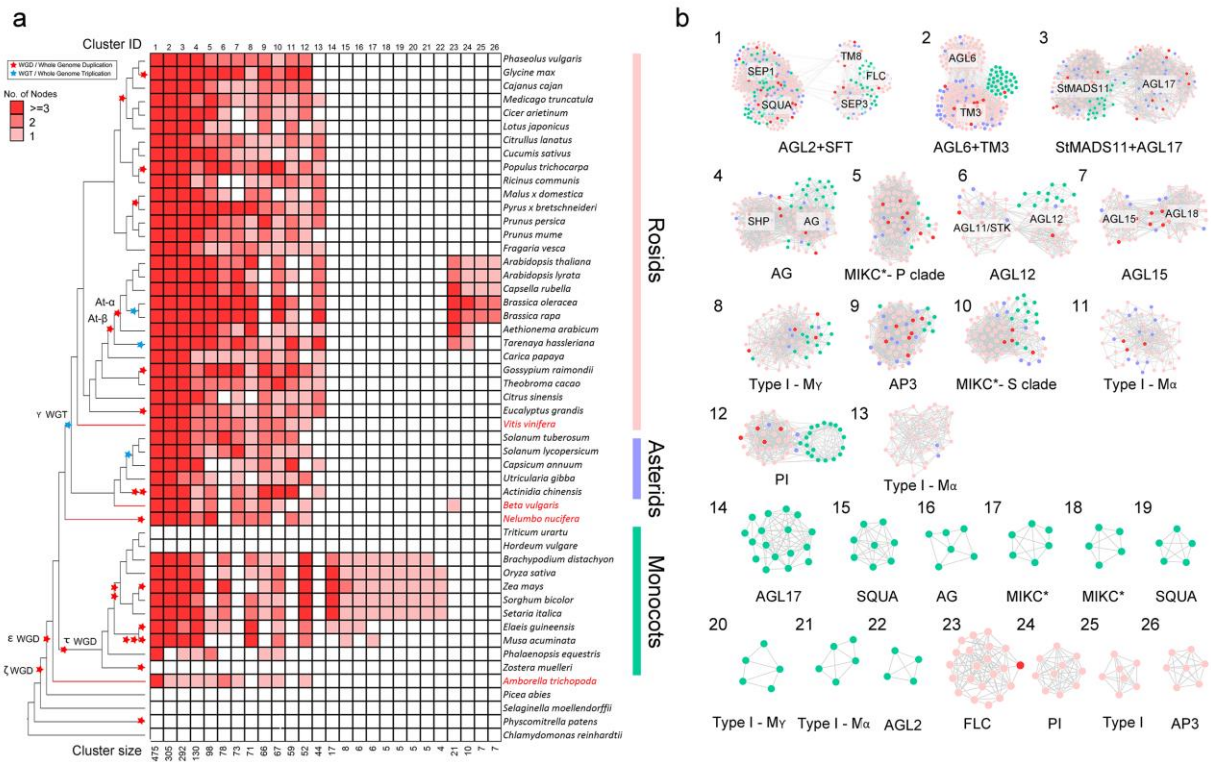 a
Cluster ID
1 2 3 4 5 6 7 8 9 10 11 12 13 14 15 16 17 18 19 20 21 22 23 24 25 26
WGD / Whole Genome Duplication
WGT / Whole Genome Triplication
No. of Nodes
>=3
2
1
Phaseolus vulgaris
Glycine max
Cajanus cajan
Medicago truncatula
Cicer arietinum
Lotus japonicus
Citrullus lanatus
Cucumis sativus
Populus trichocarpa
Ricinus communis
Malus x domestica
Pyrus x bretschneideri
Prunus persica
Prunus mume
Fragaria vesca
Arabidopsis thaliana
Arabidopsis lyrata
Capsella rubella
Brassica oleracea
Brassica rapa
Aethionema arabicum
Tarenaya hassleriana
Carica papaya
Gossypium raimondii
Theobroma cacao
Citrus sinensis
Eucalyptus grandis
Vitis vinifera
Solanum tuberosum
Solanum lycopersicum
Capsicum annuum
Utricularia gibba
Actinidia chinensis
Beta vulgaris
Nelumbo nucifera
Triticum urartu
Hordeum vulgare
Brachypodium distachyon
Oryza sativa
Zea mays
Sorghum bicolor
Setaria italica
Elaeis guineensis
Musa acuminata
Phalaenopsis equestris
Zostera muelleri
Amborella trichopoda
Picea abies
Selaginella moellendorffii
Physcomitrella patens
Chlamydomonas reinhardtii
At-α
At-β
γ WGT
ε WGD
τ WGD
ζ WGD
Rosids
Asterids
Monocots
Cluster size
475 305 292 130 98 78 73 71 66 67 59 52 44 17 8 6 6 5 5 5 5 4 21 10 7 7
b
1
SEP1
SQUA
TM8
FLC
SEP3
AGL2+SFT
2
AGL6
TM3
AGL6+TM3
3
StMADS11
AGL17
StMADS11+AGL17
4
SHP
AG
AG
5
MIKC*- P clade
6
AGL11/STK
AGL12
AGL12
7
AGL15
AGL18
AGL15
8
Type I - Mγ
9
AP3
10
MIKC*- S clade
11
Type I - Mα
12
PI
13
Type I - Mα
14
AGL17
15
SQUA
16
AG
17
MIKC*
18
MIKC*
19
SQUA
20
Type I - Mγ
21
Type I - Mα
22
AGL2
23
FLC
24
PI
25
Type I
26
AP3